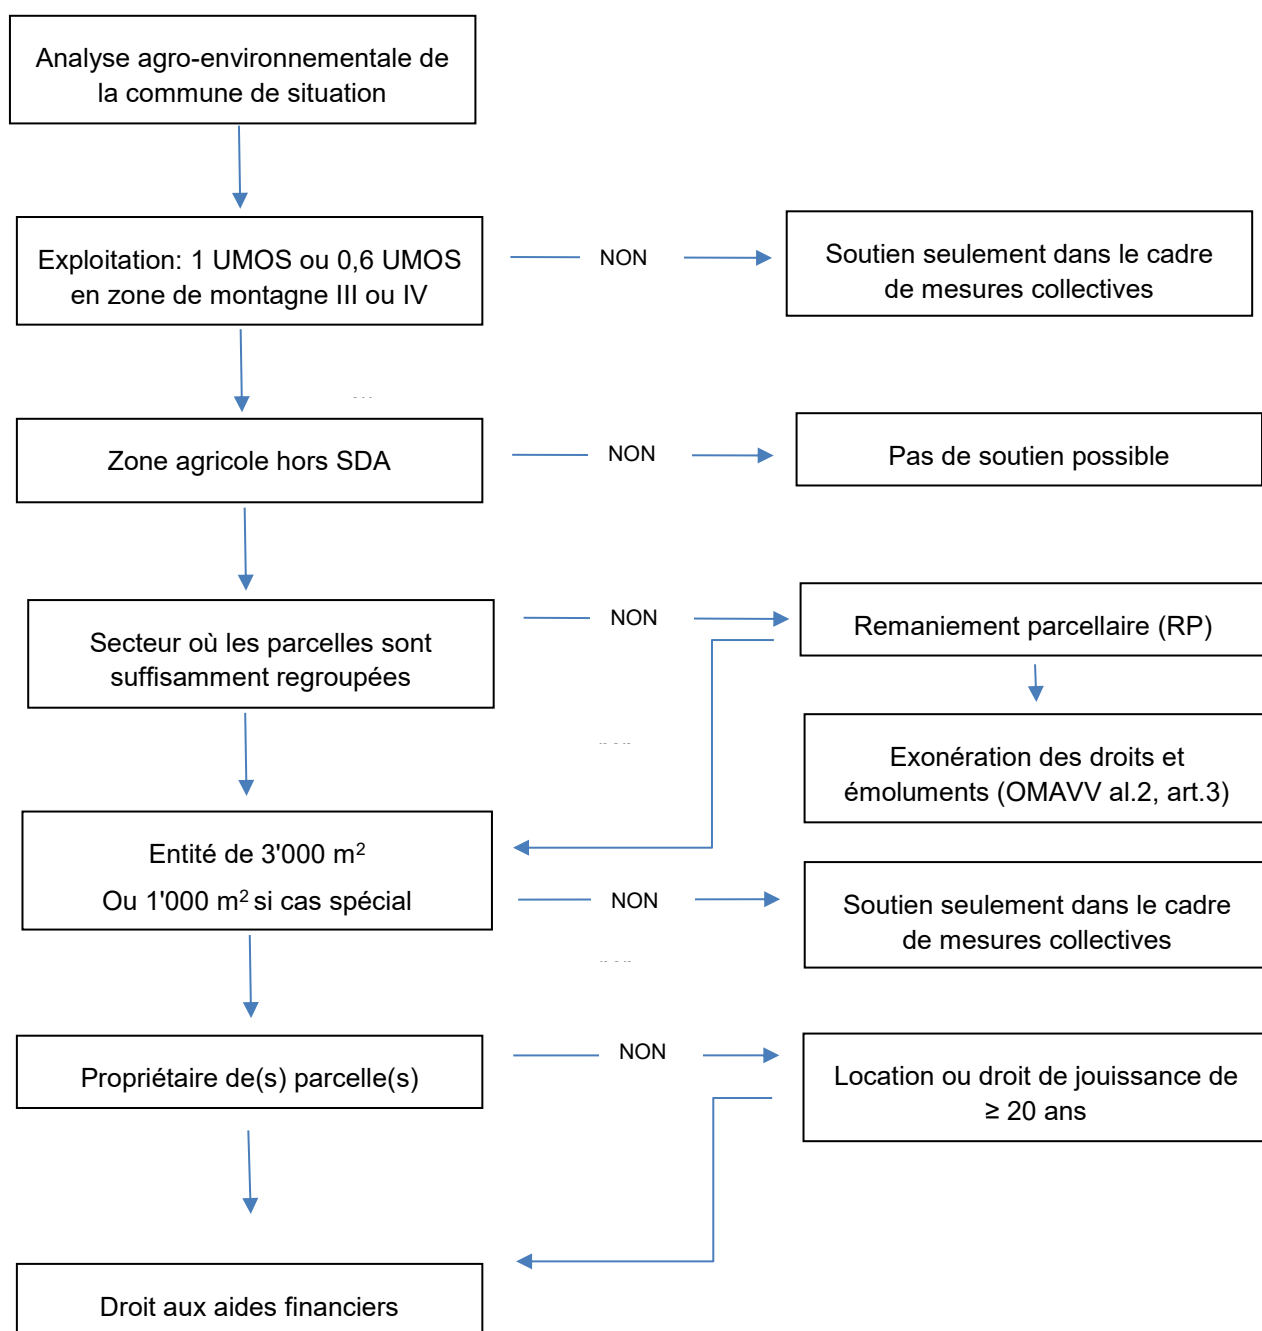 Analyse agro-environnementale de
la commune de situation
Exploitation: 1 UMOS ou 0,6 UMOS
en zone de montagne III ou IV
NON
Soutien seulement dans le cadre
de mesures collectives
Zone agricole hors SDA
NON
Pas de soutien possible
Secteur où les parcelles sont
suffisamment regroupées
NON
Remaniement parcellaire (RP)
Exonération des droits et
émoluments (OMAVV al.2, art.3)
Entité de 3'000 m²
Ou 1'000 m² si cas spécial
NON
Soutien seulement dans le cadre
de mesures collectives
Propriétaire de(s) parcelle(s)
NON
Location ou droit de jouissance de
≥ 20 ans
Droit aux aides financiers